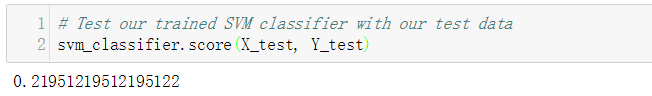 1 # Test our trained SVM classifier with our test data
2 svm_classifier.score(X_test, Y_test)
0.21951219512195122